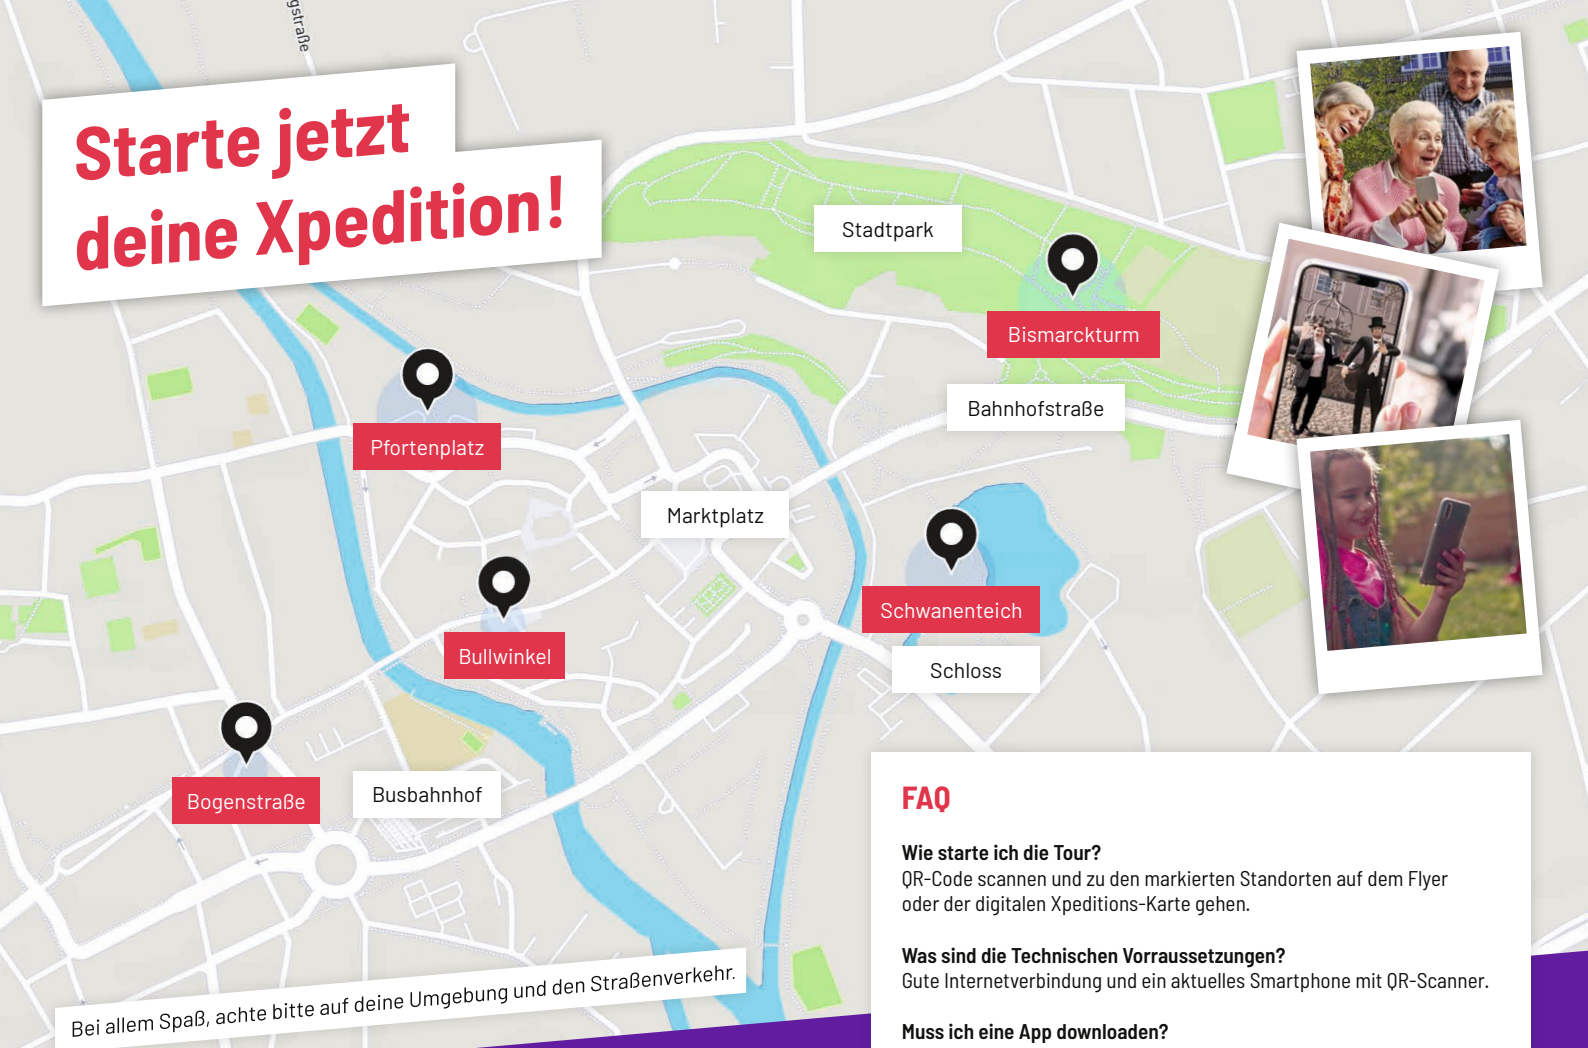 Starte jetzt
deine Xpedition!
Stadtpark
Bismarckturm
Bahnhofstraße
Pfortenplatz
Marktplatz
Schwanenteich
Schloss
Bullwinkel
Bogenstraße
Busbahnhof
Bei allem Spaß, achte bitte auf deine Umgebung und den Straßenverkehr.
FAQ
Wie starte ich die Tour?
QR-Code scannen und zu den markierten Standorten auf dem Flyer
oder der digitalen Xpeditions-Karte gehen.
Was sind die Technischen Vorraussetzungen?
Gute Internetverbindung und ein aktuelles Smartphone mit QR-Scanner.
Muss ich eine App downloaden?